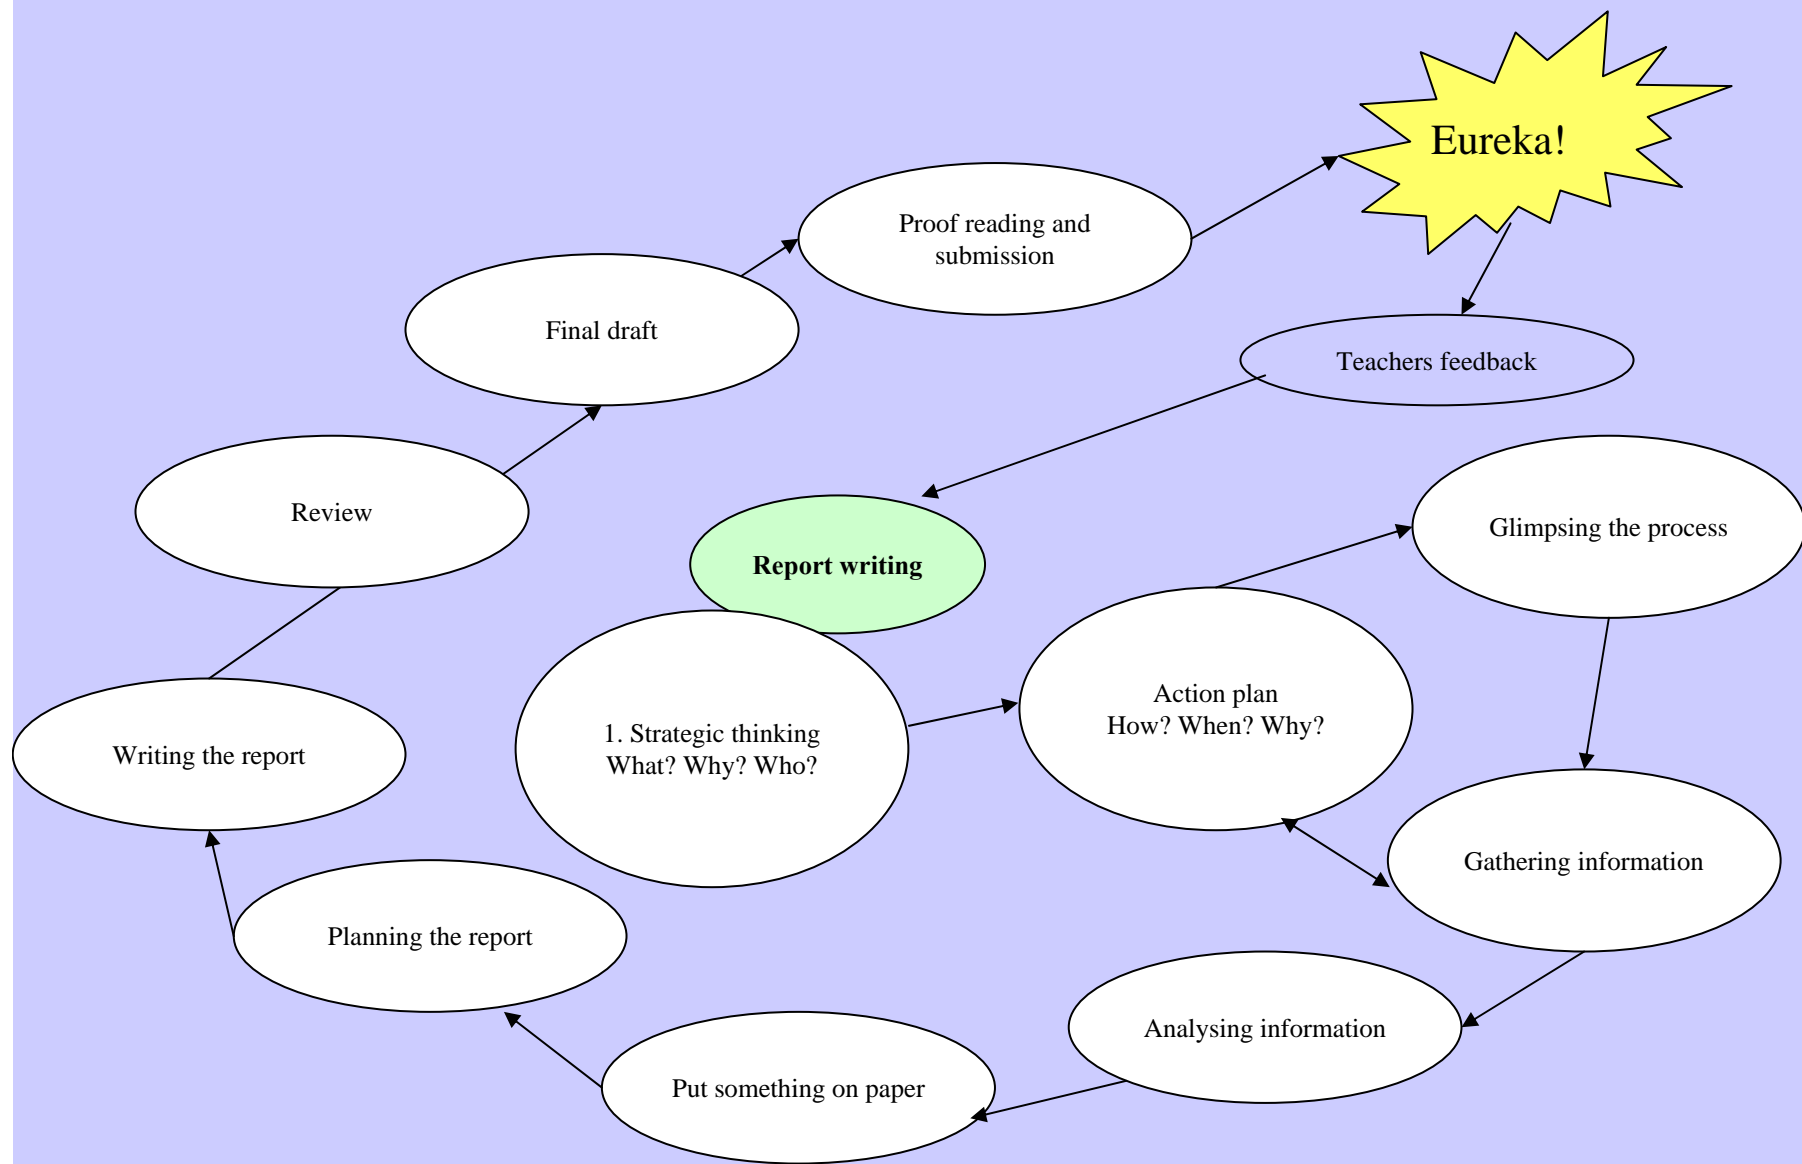 Eureka!
Proof reading and
submission
Final draft
Teachers feedback
Review
Glimpsing the process
Report writing
Action plan
How? When? Why?
1. Strategic thinking
What? Why? Who?
Writing the report
Gathering information
Planning the report
Analysing information
Put something on paper